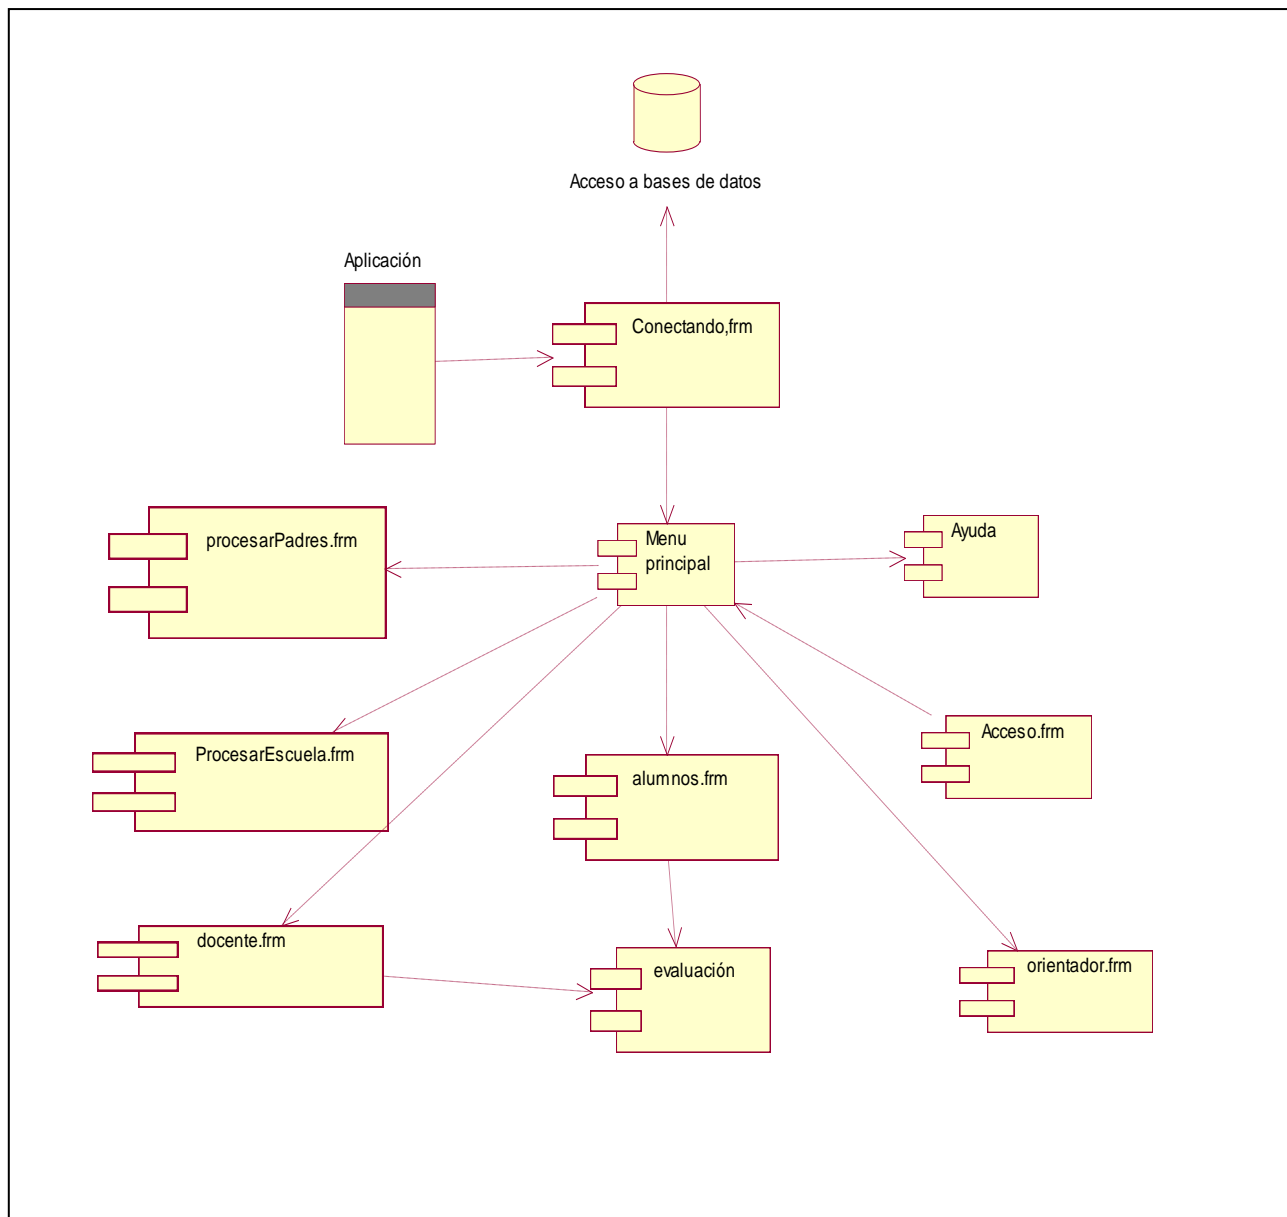 Acceso a bases de datos
Aplicación
Conectando,frm
procesarPadres.frm
Menu
principal
Ayuda
ProcesarEscuela.frm
alumnos.frm
Acceso.frm
docente.frm
evaluación
orientador.frm